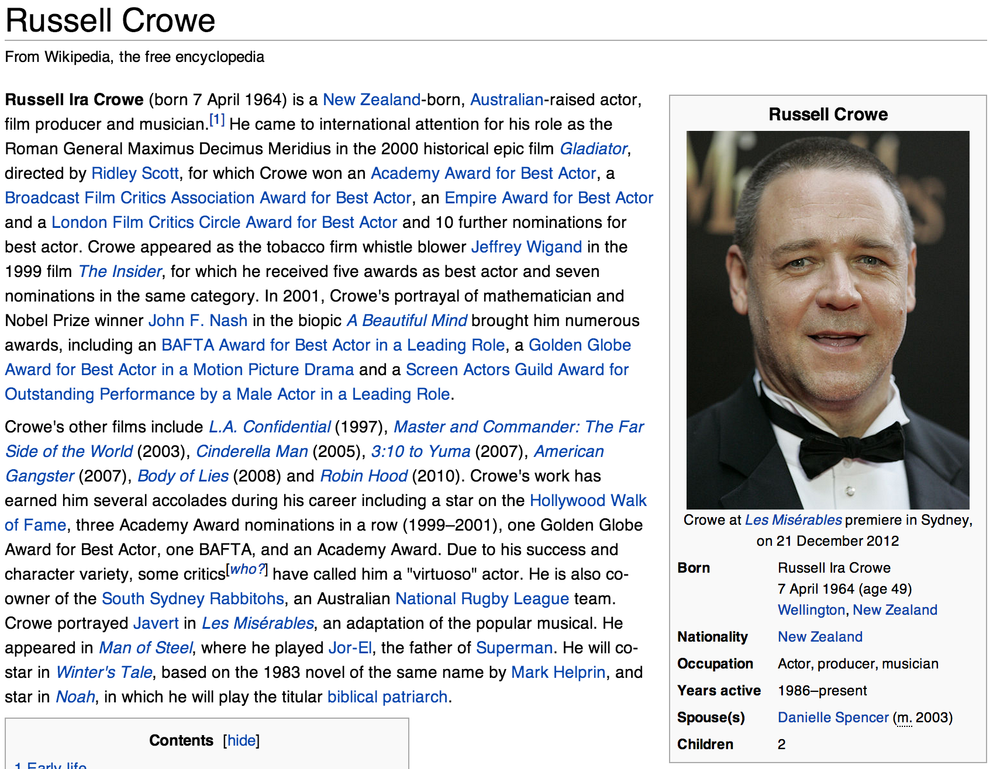 Russell Crowe
From Wikipedia, the free encyclopedia
Russell Ira Crowe (born 7 April 1964) is a New Zealand-born, Australian-raised actor,
film producer and musician.[1] He came to international attention for his role as the
Roman General Maximus Decimus Meridius in the 2000 historical epic film Gladiator,
directed by Ridley Scott, for which Crowe won an Academy Award for Best Actor, a
Broadcast Film Critics Association Award for Best Actor, an Empire Award for Best Actor
and a London Film Critics Circle Award for Best Actor and 10 further nominations for
best actor. Crowe appeared as the tobacco firm whistle blower Jeffrey Wigand in the
1999 film The Insider, for which he received five awards as best actor and seven
nominations in the same category. In 2001, Crowe's portrayal of mathematician and
Nobel Prize winner John F. Nash in the biopic A Beautiful Mind brought him numerous
awards, including an BAFTA Award for Best Actor in a Leading Role, a Golden Globe
Award for Best Actor in a Motion Picture Drama and a Screen Actors Guild Award for
Outstanding Performance by a Male Actor in a Leading Role.
Crowe's other films include L.A. Confidential (1997), Master and Commander: The Far
Side of the World (2003), Cinderella Man (2005), 3:10 to Yuma (2007), American
Gangster (2007), Body of Lies (2008) and Robin Hood (2010). Crowe's work has
earned him several accolades during his career including a star on the Hollywood Walk
of Fame, three Academy Award nominations in a row (1999–2001), one Golden Globe
Award for Best Actor, one BAFTA, and an Academy Award. Due to his success and
character variety, some critics[who?] have called him a "virtuoso" actor. He is also co-
owner of the South Sydney Rabbitohs, an Australian National Rugby League team.
Crowe portrayed Javert in Les Misérables, an adaptation of the popular musical. He
appeared in Man of Steel, where he played Jor-El, the father of Superman. He will co-
star in Winter's Tale, based on the 1983 novel of the same name by Mark Helprin, and
star in Noah, in which he will play the titular biblical patriarch.
Contents [hide]
1 Early life
Russell Crowe
Crowe at Les Misérables premiere in Sydney,
on 21 December 2012
Born Russell Ira Crowe
7 April 1964 (age 49)
Wellington, New Zealand
Nationality New Zealand
Occupation Actor, producer, musician
Years active 1986–present
Spouse(s) Danielle Spencer (m. 2003)
Children 2